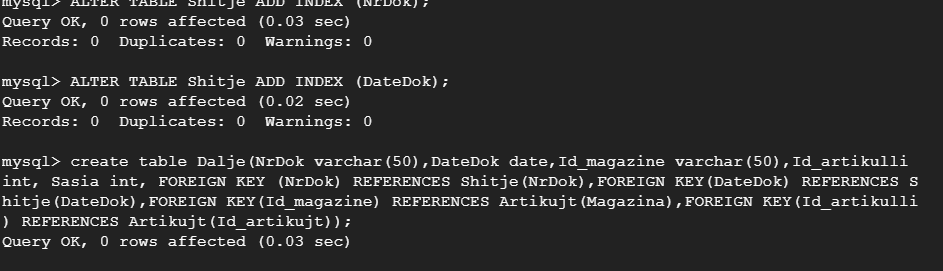 mysql> ALTER TABLE Shitje ADD INDEX (NrDok);
Query OK, 0 rows affected (0.03 sec)
Records: 0  Duplicates: 0  Warnings: 0
mysql> ALTER TABLE Shitje ADD INDEX (DateDok);
Query OK, 0 rows affected (0.02 sec)
Records: 0  Duplicates: 0  Warnings: 0
mysql> create table Dalje(NrDok varchar(50),DateDok date,Id_magazine varchar(50),Id_artikulli
int, Sasia int, FOREIGN KEY (NrDok) REFERENCES Shitje(NrDok),FOREIGN KEY(DateDok) REFERENCES S
hitje(DateDok),FOREIGN KEY(Id_magazine) REFERENCES Artikujt(Magazina),FOREIGN KEY(Id_artikulli
) REFERENCES Artikujt(Id_artikujt));
Query OK, 0 rows affected (0.03 sec)